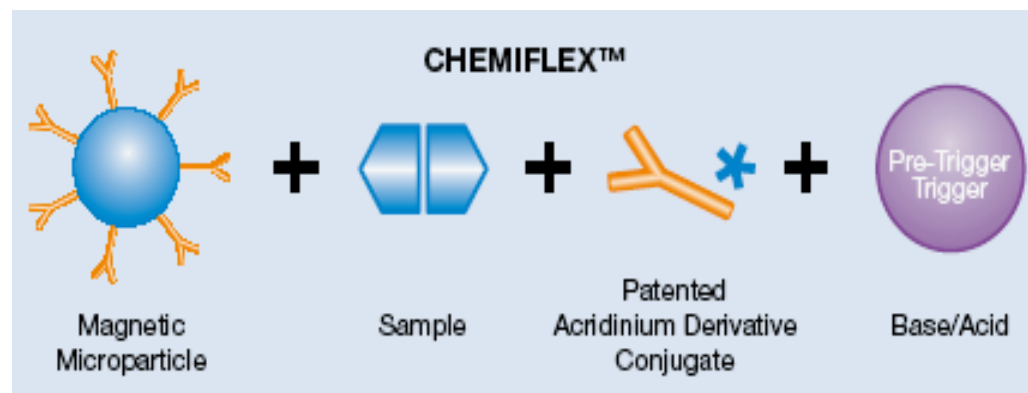 CHEMIFLEX™
Pre-Trigger
Trigger
Magnetic
Microparticle
Sample
Patented
Acridinium Derivative
Conjugate
Base/Acid